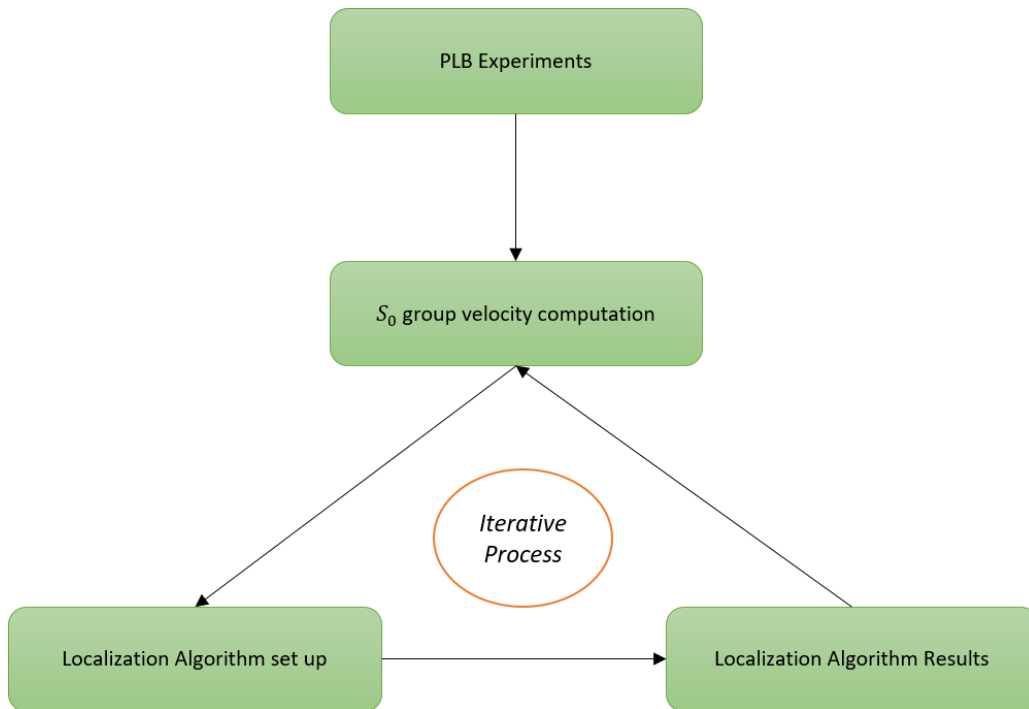 PLB Experiments
S₀ group velocity computation
Iterative
Process
Localization Algorithm set up
Localization Algorithm Results